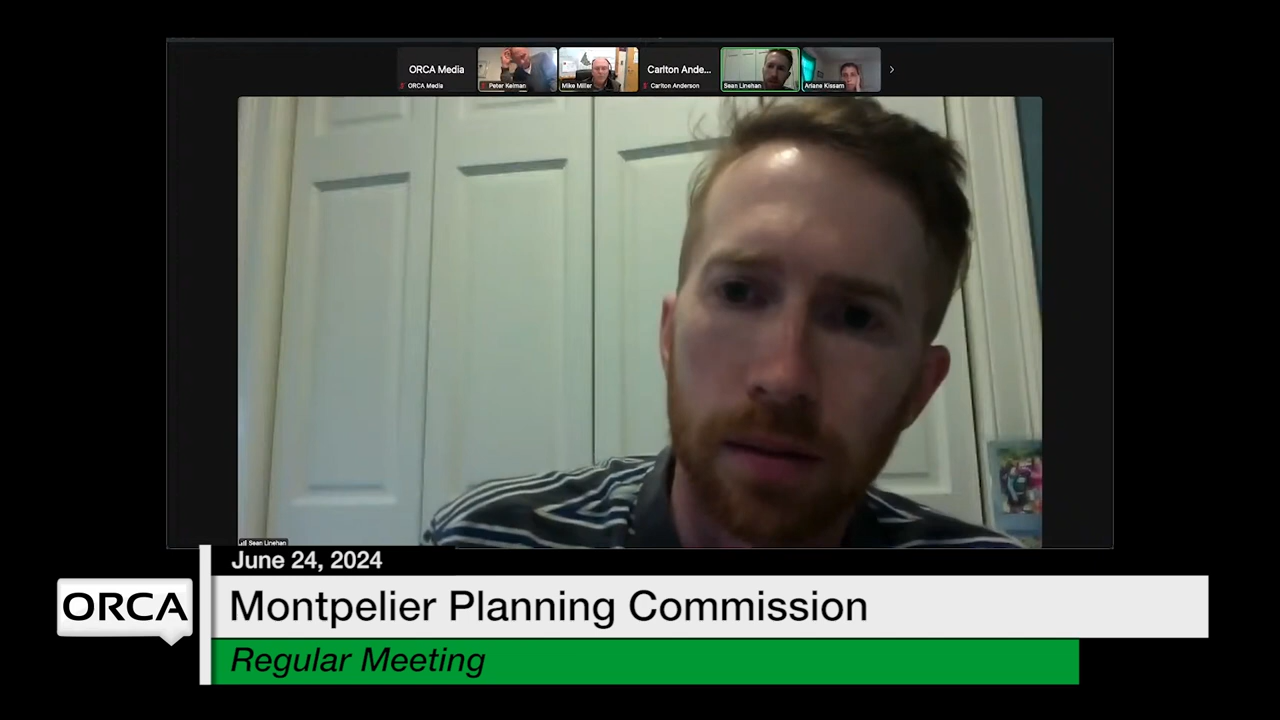 ORCA Media
Carlton Ande...
ORCA Media
Peter Kelman
Mike Miller
Carlton Anderson
Sean Linehan
Ariane Kissam
Sean Linehan
June 24, 2024
ORCA
Montpelier Planning Commission
Regular Meeting